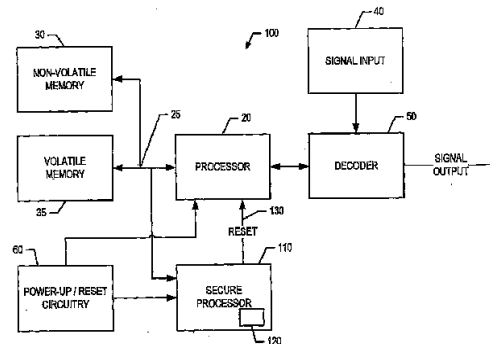 30
NON-VOLATILE
MEMORY
100
40
SIGNAL INPUT
25
20
50
VOLATILE
MEMORY
35
PROCESSOR
DECODER
SIGNAL
OUTPUT
130
RESET
60
POWER-UP / RESET
CIRCUITRY
110
SECURE
PROCESSOR
120